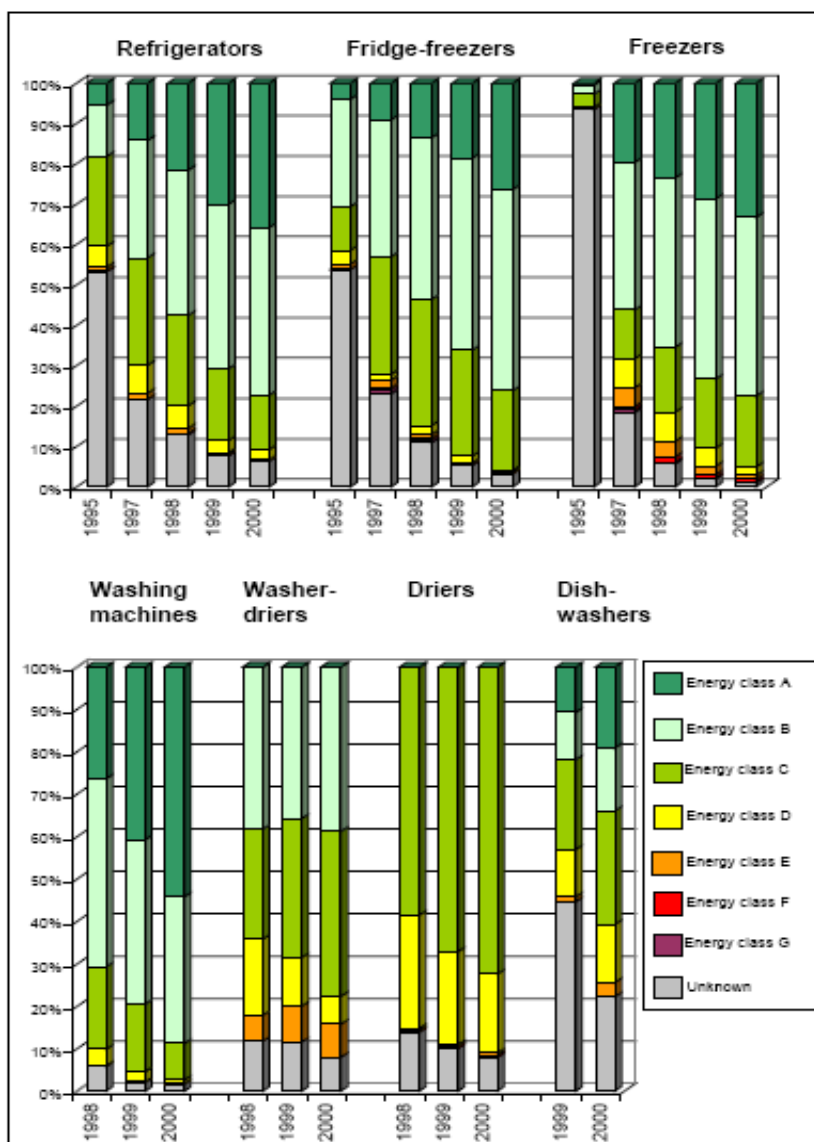 Refrigerators Fridge-freezers Freezers
100%
90%
80%
70%
60%
50%
40%
30%
20%
10%
0%
1995 1997 1998 1999 2000 1995 1997 1998 1999 2000 1995 1997 1998 1999 2000
Washing machines
Washer-driers
Driers
Dish-washers
100%
90%
80%
70%
60%
50%
40%
30%
20%
10%
0%
1998 1999 2000 1998 1999 2000 1998 1999 2000 1999 2000
Energy class A
Energy class B
Energy class C
Energy class D
Energy class E
Energy class F
Energy class G
Unknown